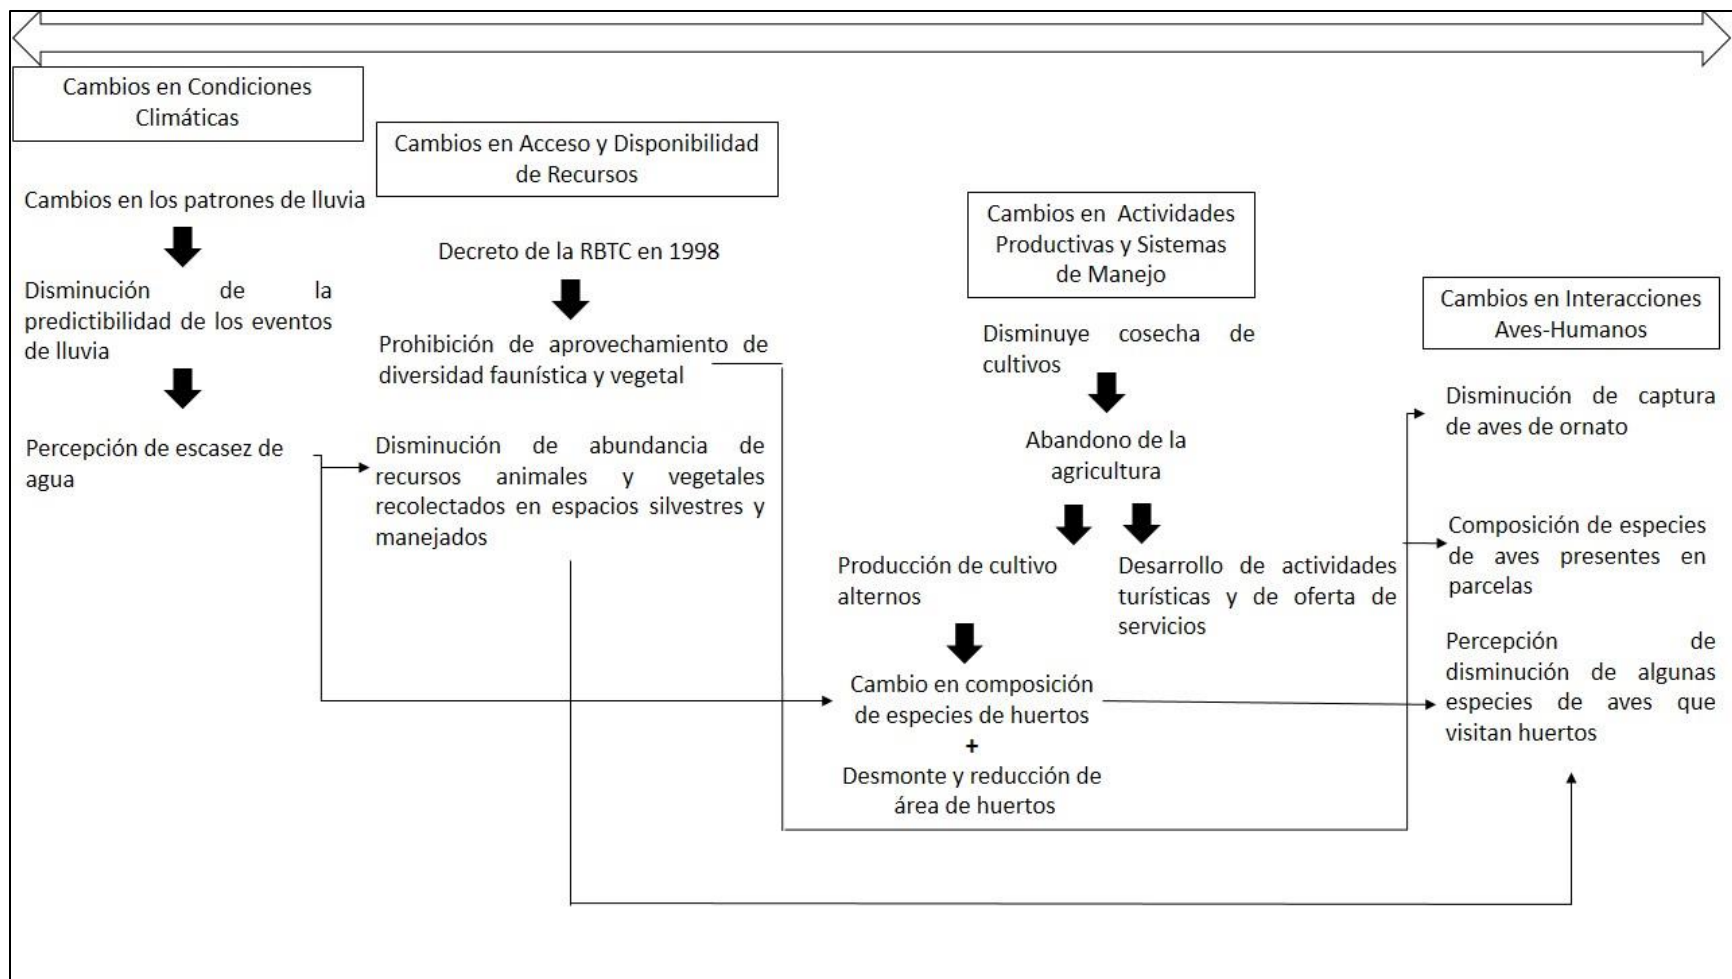 Cambios en Condiciones
Climáticas
Cambios en los patrones de lluvia
Disminución de la
predictibilidad de los eventos
de lluvia
Percepción de escasez de
agua
Cambios en Acceso y Disponibilidad
de Recursos
Decreto de la RBTC en 1998
Prohibición de aprovechamiento de
diversidad faunística y vegetal
Disminución de abundancia de
recursos animales y vegetales
recolectados en espacios silvestres y
manejados
Cambios en Actividades
Productivas y Sistemas
de Manejo
Disminuye cosecha de
cultivos
Abandono de la
agricultura
Producción de cultivo
alternos
Desarrollo de actividades
turísticas y de oferta de
servicios
Cambio en composición
de especies de huertos
+
Desmonte y reducción de
área de huertos
Cambios en Interacciones
Aves-Humanos
Disminución de captura
de aves de ornato
Composición de especies
de aves presentes en
parcelas
Percepción de
disminución de algunas
especies de aves que
visitan huertos